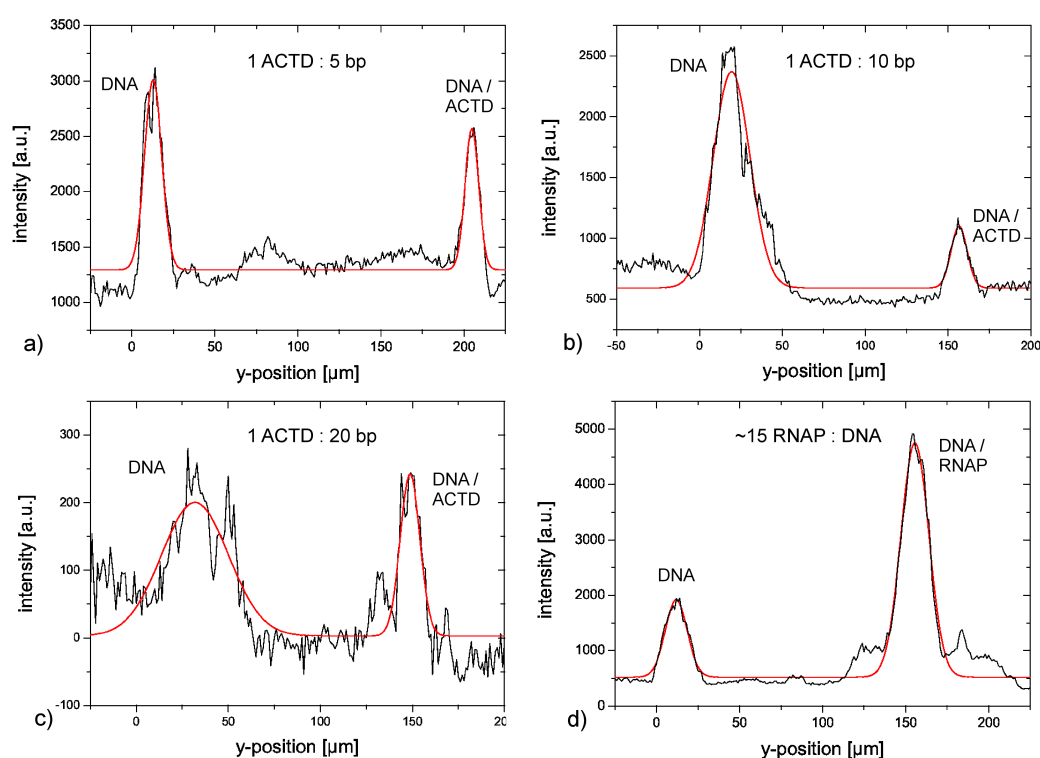 1 ACTD : 5 bp
DNA
DNA /
ACTD
intensity [a.u.]
3500
3000
2500
2000
1500
1000
0
50
100
150
200
y-position [µm]
a)
1 ACTD : 10 bp
DNA
DNA /
ACTD
intensity [a.u.]
2500
2000
1500
1000
500
-50
0
50
100
150
200
y-position [µm]
b)
1 ACTD : 20 bp
DNA
DNA /
ACTD
intensity [a.u.]
300
200
100
0
-100
0
50
100
150
20
y-position [µm]
c)
~15 RNAP : DNA
DNA
DNA /
RNAP
intensity [a.u.]
5000
4000
3000
2000
1000
0
0
50
100
150
200
y-position [µm]
d)